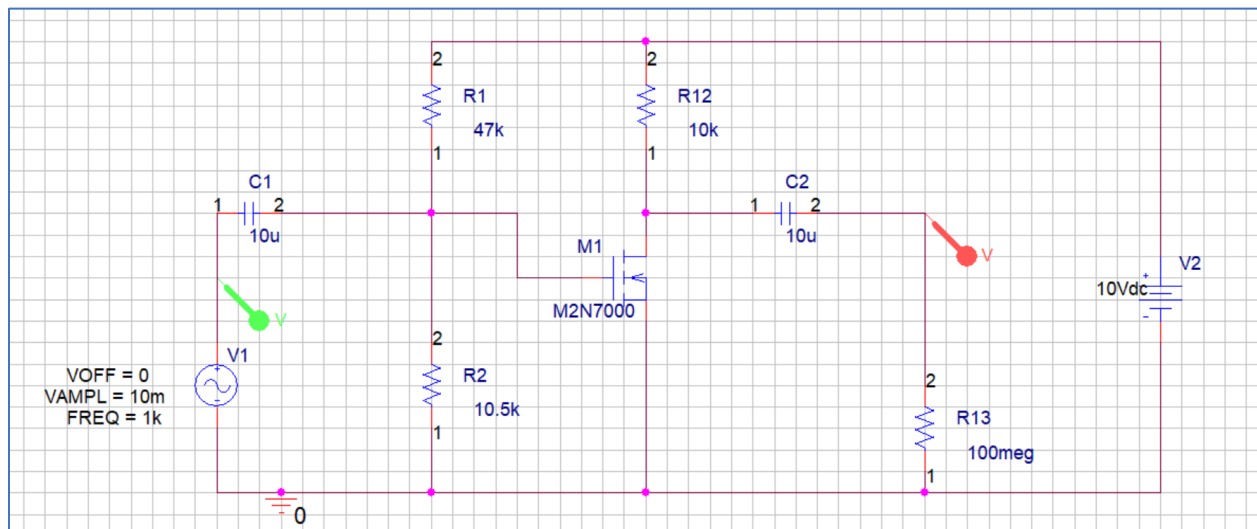 2
R1
47k
1
2
R12
10k
1
C1
1 2
10u
C2
1 2
10u
M1
M2N7000
V
V
V2
+
10Vdc
-
V1
+
-
VOFF = 0
VAMPL = 10m
FREQ = 1k
2
R2
10.5k
1
2
R13
100meg
1
0